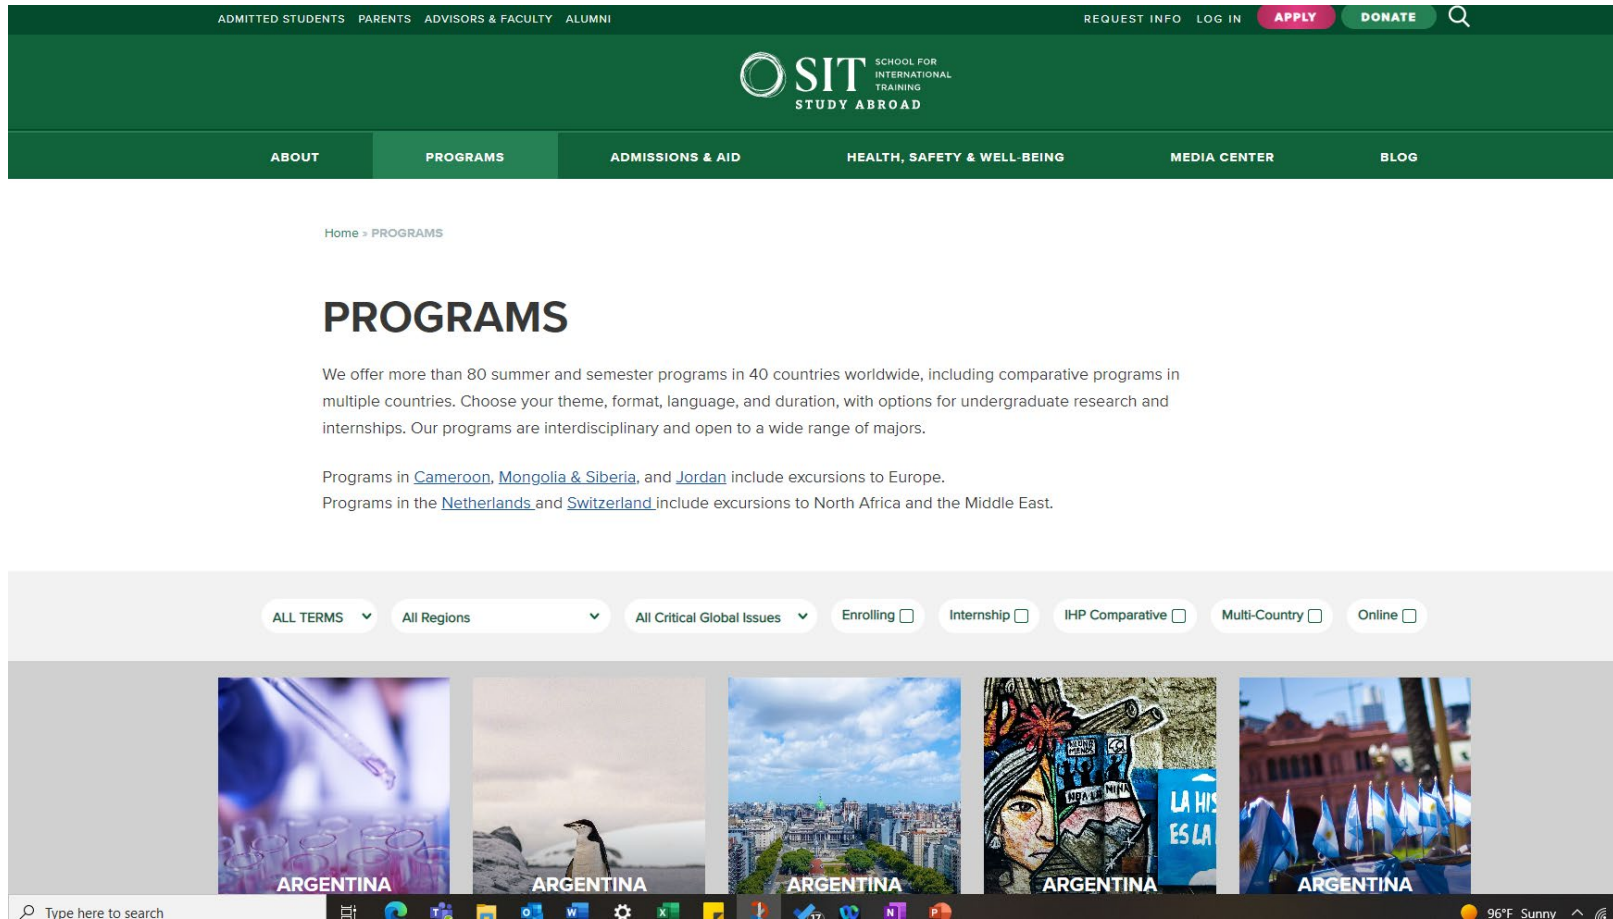 ADMITTED STUDENTS PARENTS ADVISORS & FACULTY ALUMNI
REQUEST INFO LOG IN APPLY DONATE
SIT SCHOOL FOR
INTERNATIONAL
TRAINING
STUDY ABROAD
ABOUT PROGRAMS ADMISSIONS & AID HEALTH, SAFETY & WELL-BEING MEDIA CENTER BLOG
Home » PROGRAMS
PROGRAMS
We offer more than 80 summer and semester programs in 40 countries worldwide, including comparative programs in
multiple countries. Choose your theme, format, language, and duration, with options for undergraduate research and
internships. Our programs are interdisciplinary and open to a wide range of majors.
Programs in Cameroon, Mongolia & Siberia, and Jordan include excursions to Europe.
Programs in the Netherlands and Switzerland include excursions to North Africa and the Middle East.
ALL TERMS All Regions All Critical Global Issues Enrolling Internship IHP Comparative Multi-Country Online
LA HIS
ES LA
ARGENTINA ARGENTINA ARGENTINA ARGENTINA ARGENTINA
Type here to search
17
96°F Sunny